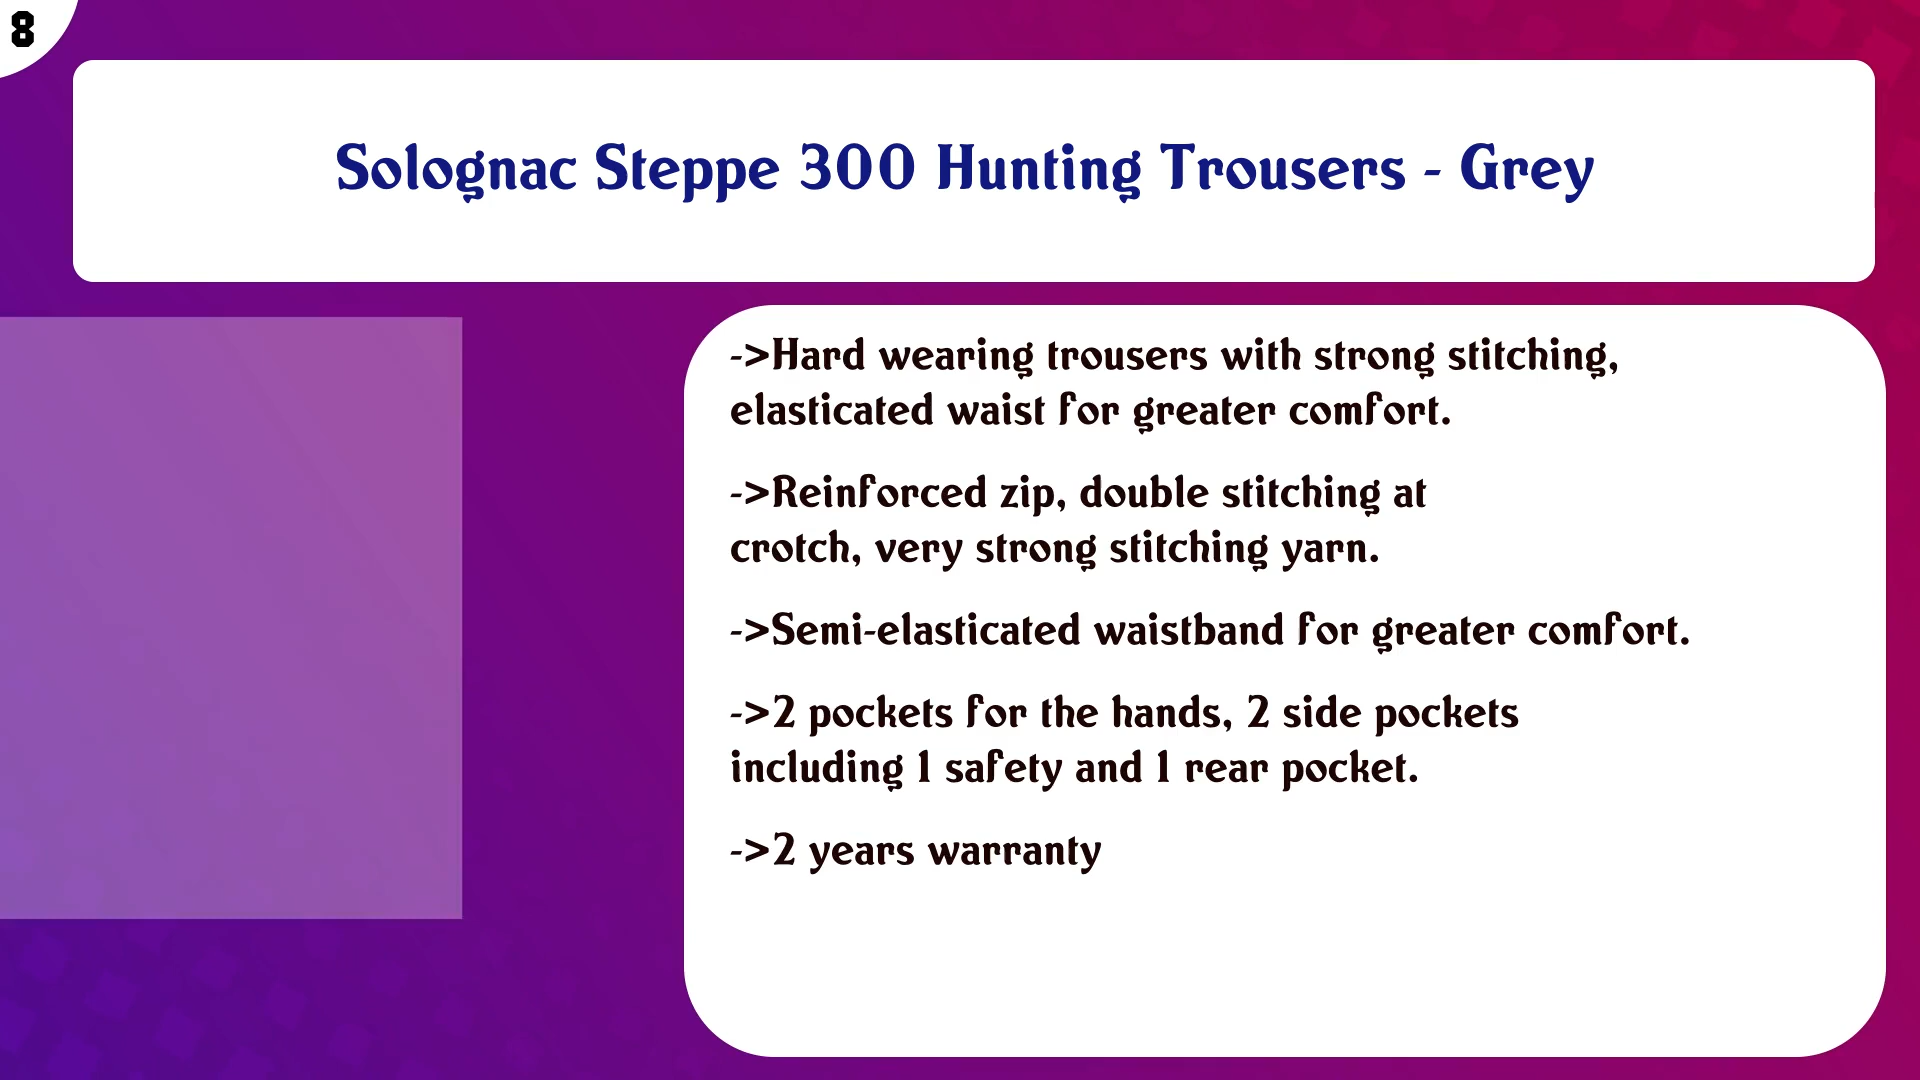 8
Solognac Steppe 300 Hunting Trousers - Grey
->Hard wearing trousers with strong stitching,
elasticated waist for greater comfort.
->Reinforced zip, double stitching at
crotch, very strong stitching yarn.
->Semi-elasticated waistband for greater comfort.
->2 pockets for the hands, 2 side pockets
including 1 safety and 1 rear pocket.
->2 years warranty